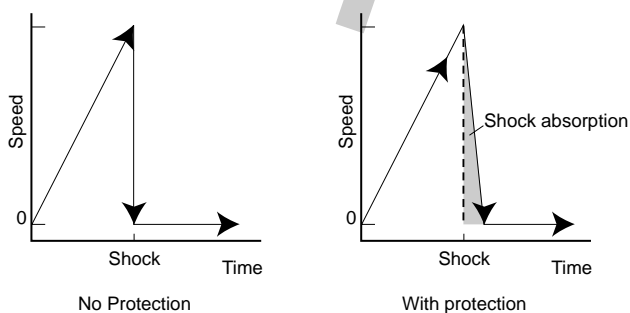 Speed
0
Shock
Time
No Protection
Speed
Shock absorption
0
Shock
Time
With protection